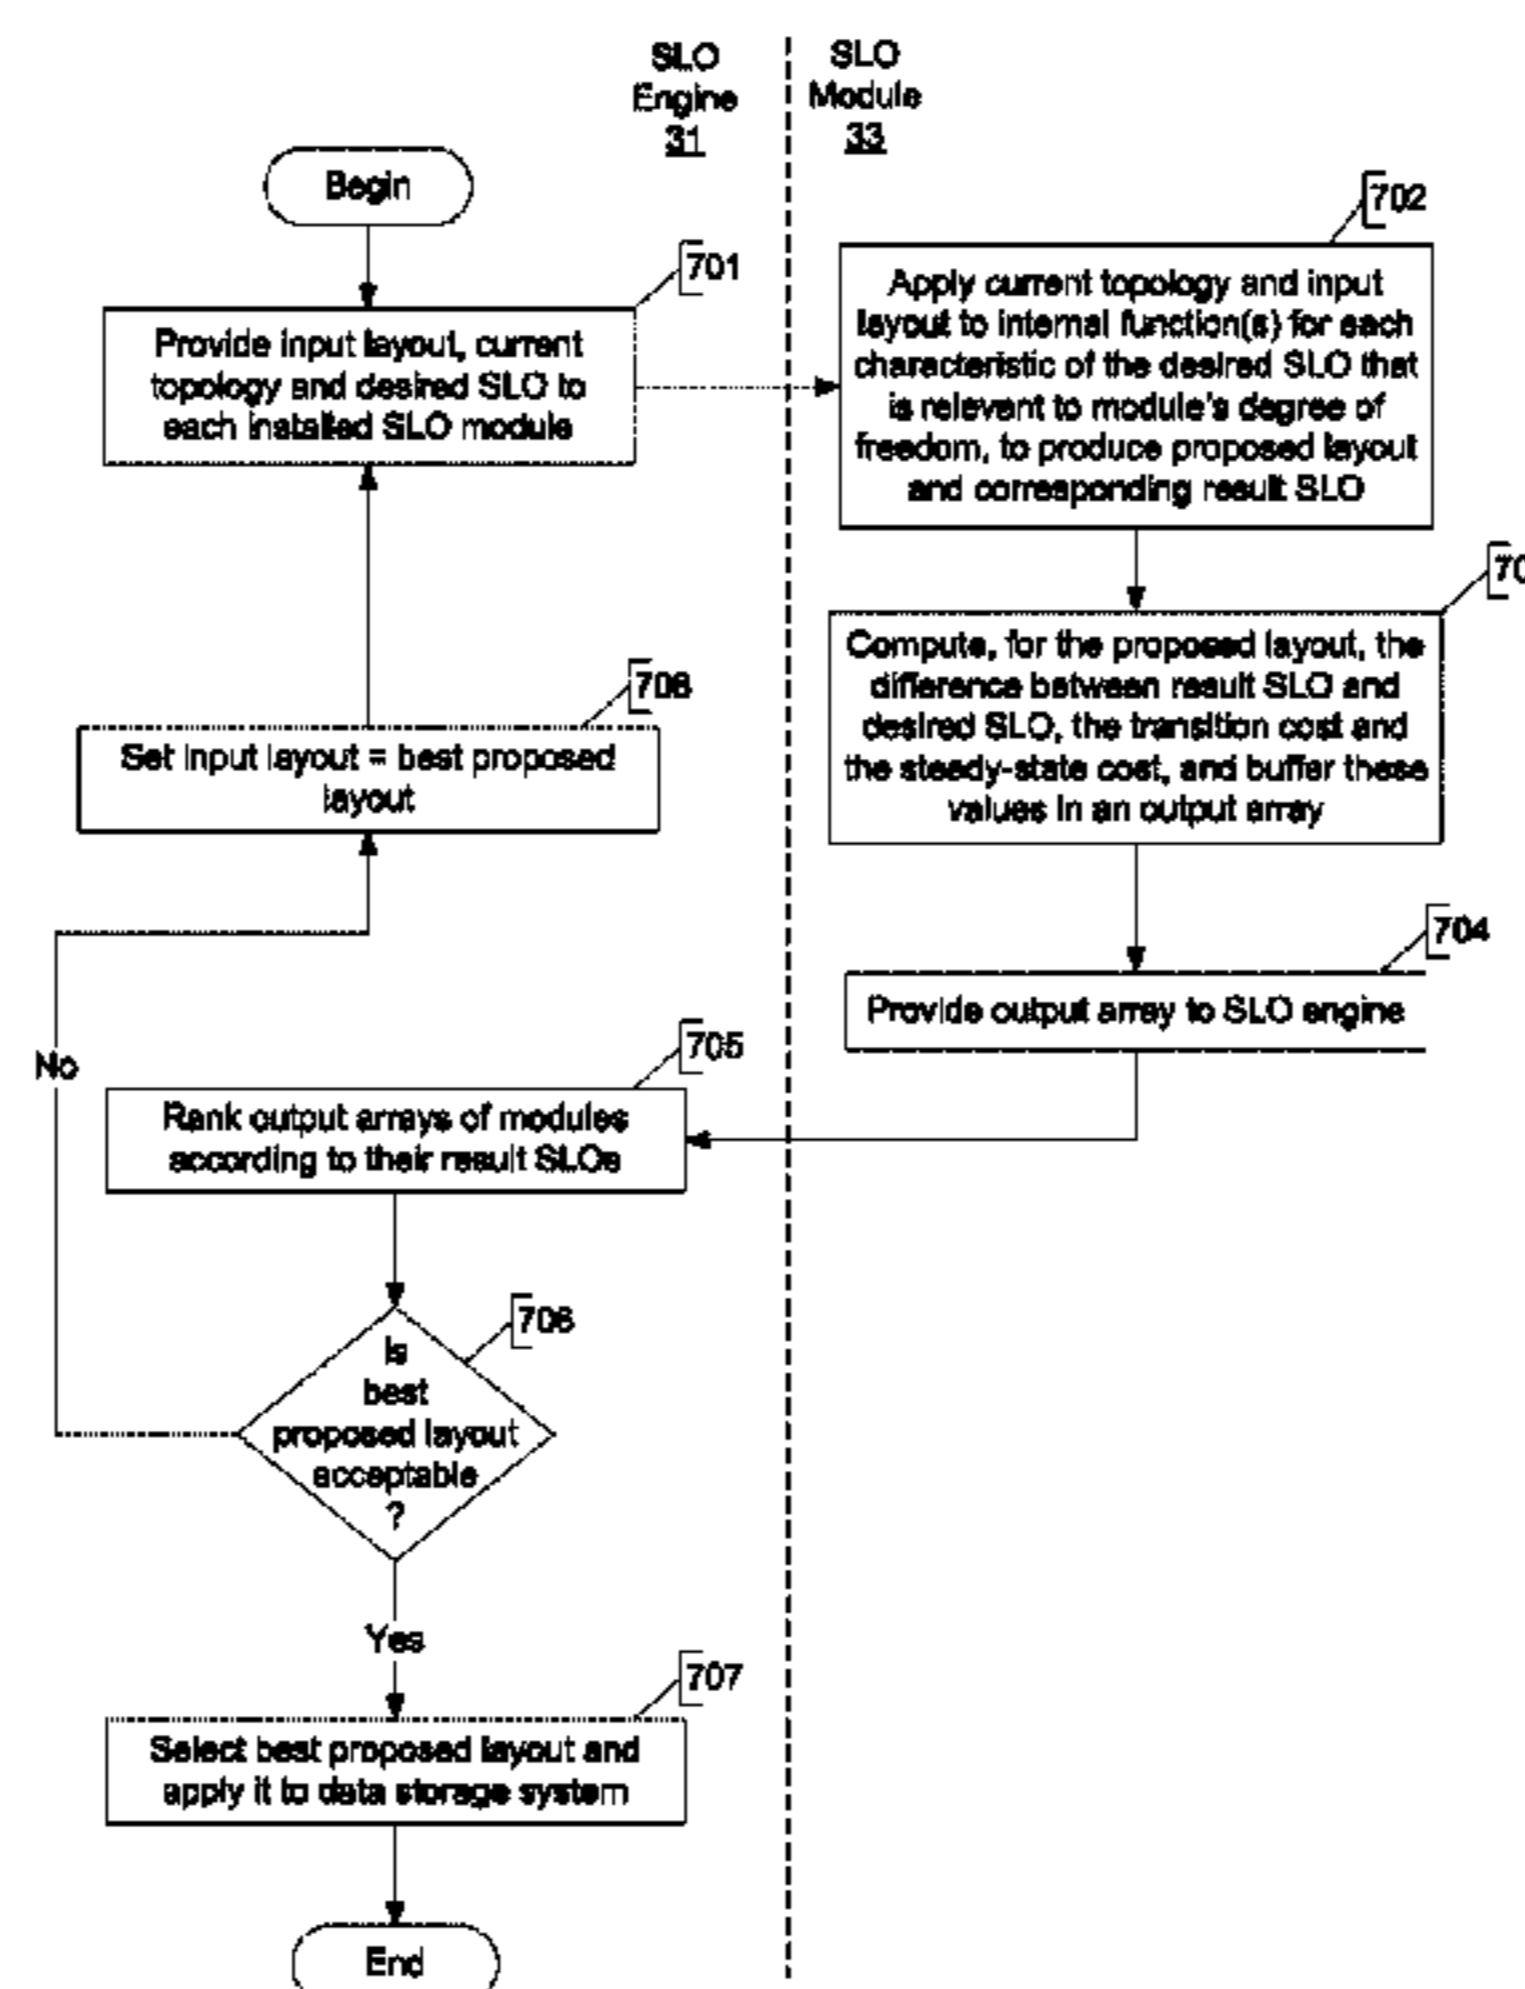 SLO
Engine
31
SLO
Module
33
Begin
701
Provide input layout, current
topology and desired SLO to
each installed SLO module
702
Apply current topology and input
layout to internal function(s) for each
characteristic of the desired SLO that
is relevent to module's degree of
freedom, to produce proposed layout
and corresponding result SLO
Compute, for the proposed layout, the
difference between result SLO and
desired SLO, the transition cost and
the steady-state cost, and buffer these
values in an output array
708
Set input layout = best proposed
layout
704
Provide output array to SLO engine
No
705
Rank output arrays of modules
according to their result SLOs
706
Is
best
proposed layout
acceptable
?
Yes
707
Select best proposed layout and
apply it to data storage system
End